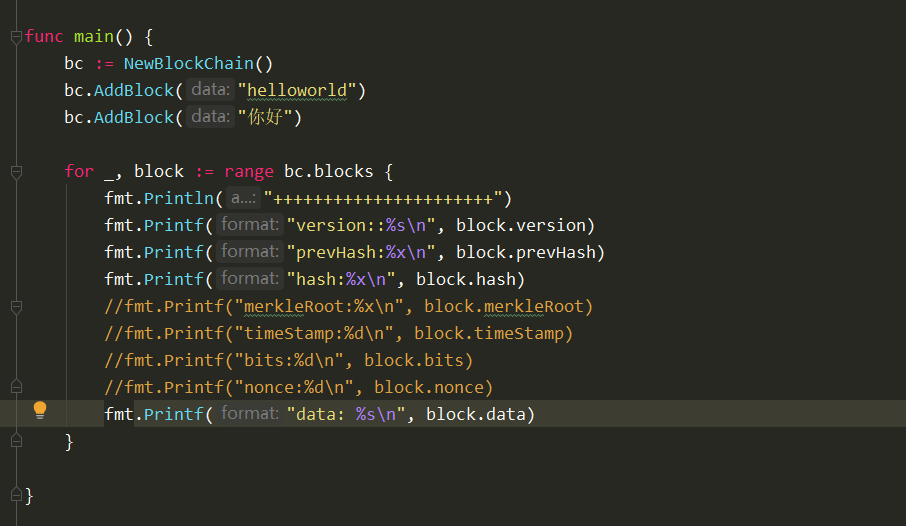 func main() {
bc := NewBlockChain()
bc.AddBlock( data: "helloworld")
bc.AddBlock( data: "你好")
for _, block := range bc.blocks {
fmt.Println( a...: "++++++++++++++++++++++")
fmt.Printf( format: "version::%s\n", block.version)
fmt.Printf( format: "prevHash:%x\n", block.prevHash)
fmt.Printf( format: "hash:%x\n", block.hash)
//fmt.Printf("merkleRoot:%x\n", block.merkleRoot)
//fmt.Printf("timeStamp:%d\n", block.timeStamp)
//fmt.Printf("bits:%d\n", block.bits)
//fmt.Printf("nonce:%d\n", block.nonce)
fmt.Printf( format: "data: %s\n", block.data)
}
}